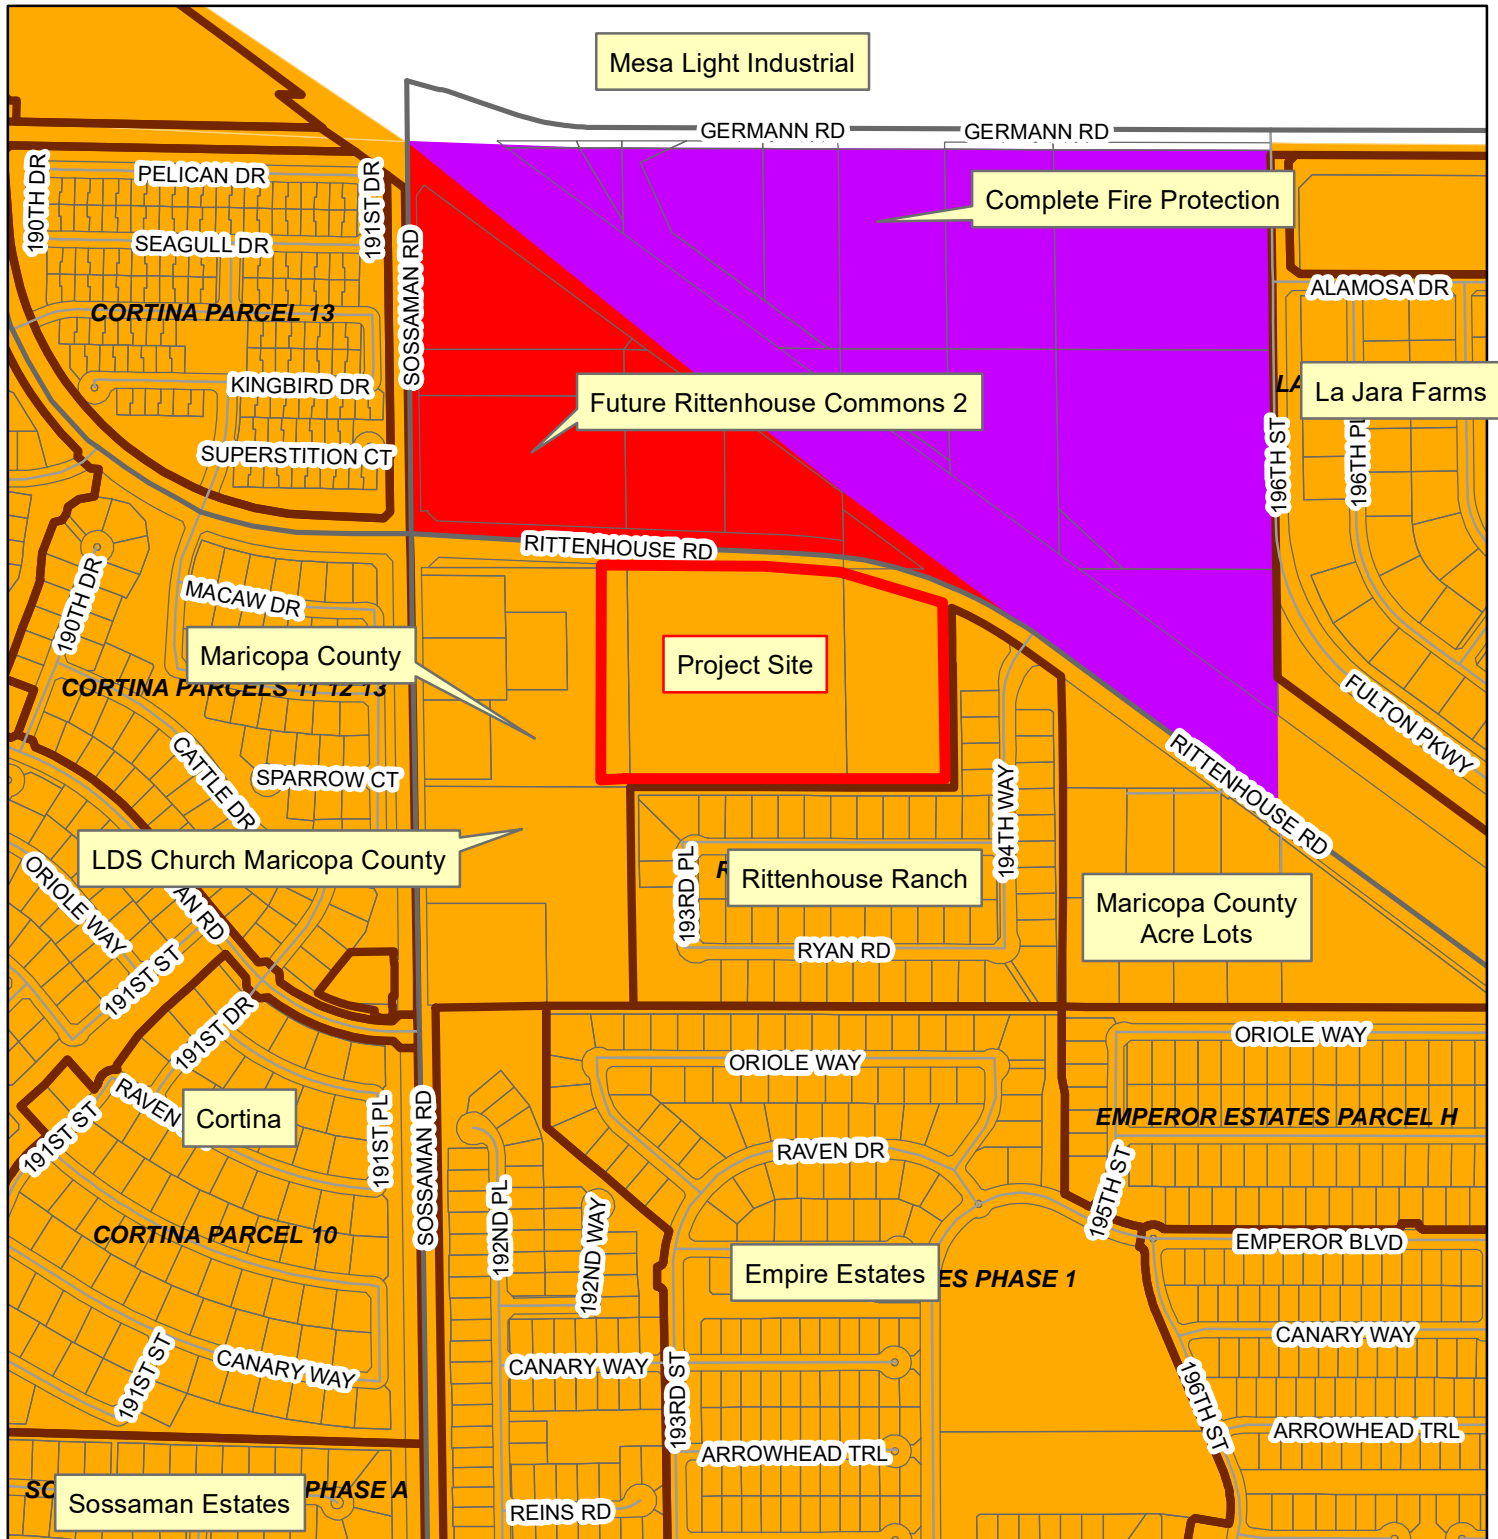 Mesa Light Industrial
GERMANN RD
GERMANN RD
PELICAN DR
190TH DR
191ST DR
Complete Fire Protection
SEAGULL DR
SOSSAMAN RD
ALAMOSA DR
CORTINA PARCEL 13
KINGBIRD DR
Future Rittenhouse Commons 2
LA
La Jara Farms
SUPERSTITION CT
196TH ST
196TH PL
RITTENHOUSE RD
190TH DR
MACAW DR
Maricopa County
Project Site
CORTINA PARCELS 11 12 13
FULTON PKWY
CATTLE DR
SPARROW CT
RITTENHOUSE RD
194TH WAY
LDS Church Maricopa County
193RD PL
R
Rittenhouse Ranch
ORIOLE WAY
AN RD
Maricopa County
Acre Lots
RYAN RD
191ST ST
191ST DR
ORIOLE WAY
ORIOLE WAY
RAVEN
Cortina
191ST PL
SOSSAMAN RD
EMPEROR ESTATES PARCEL H
191ST ST
RAVEN DR
195TH ST
192ND PL
192ND WAY
CORTINA PARCEL 10
EMPEROR BLVD
Empire Estates
ES PHASE 1
CANARY WAY
191ST ST
CANARY WAY
CANARY WAY
193RD ST
196TH ST
ARROWHEAD TRL
ARROWHEAD TRL
SO
Sossaman Estates
PHASE A
REINS RD